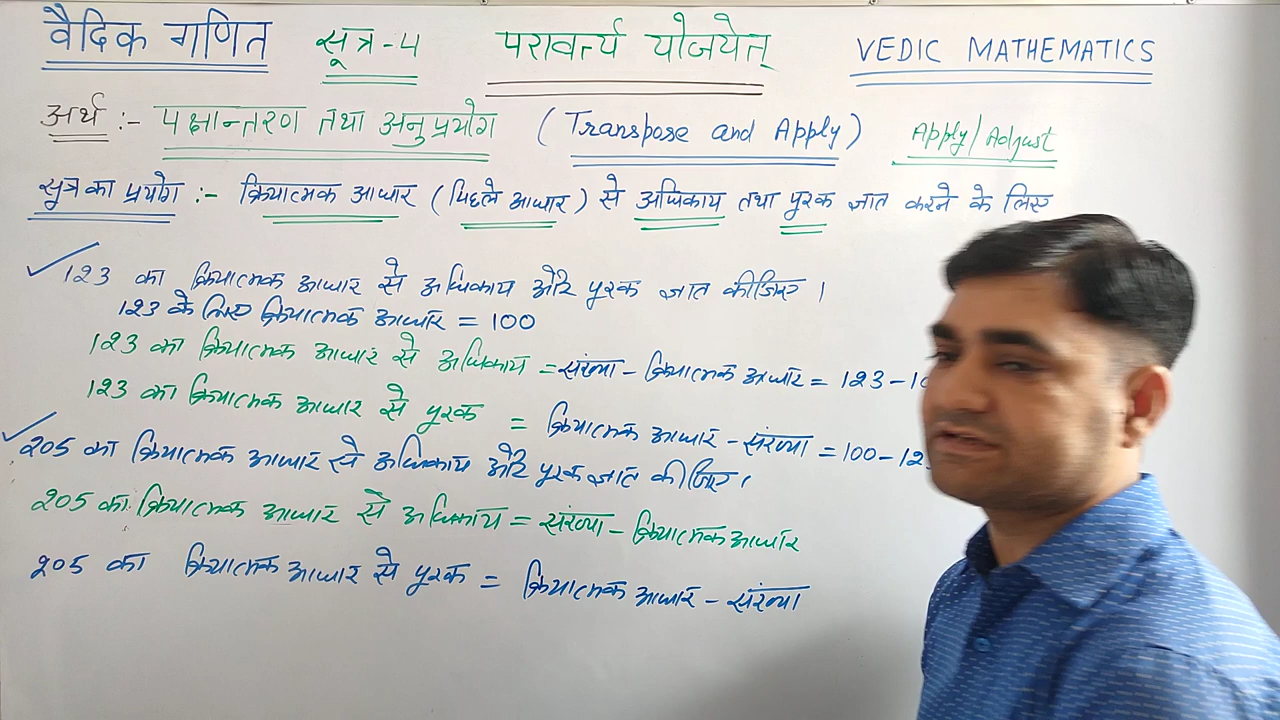 वैदिक गणित सूत्र-4 परावर्त्य योजयेत् VEDIC MATHEMATICS
अर्थ :- पक्षान्तरण तथा अनुप्रयोग (Transpose and Apply) Apply/Adjust
सूत्र का प्रयोग :- क्रियात्मक आधार (पिछले आधार) से अधिकाय तथा पूरक ज्ञात करने के लिए
123 का क्रियात्मक आधार से अधिकाय और पूरक ज्ञात कीजिए।
123 के लिए क्रियात्मक आधार = 100
123 का क्रियात्मक आधार से अधिकाय = संख्या - क्रियात्मक आधार = 123-10
123 का क्रियात्मक आधार से पूरक = क्रियात्मक आधार - संख्या = 100-12
205 का क्रियात्मक आधार से अधिकाय और पूरक ज्ञात कीजिए।
205 का क्रियात्मक आधार से अधिकाय = संख्या - क्रियात्मक आधार
205 का क्रियात्मक आधार से पूरक = क्रियात्मक आधार - संख्या